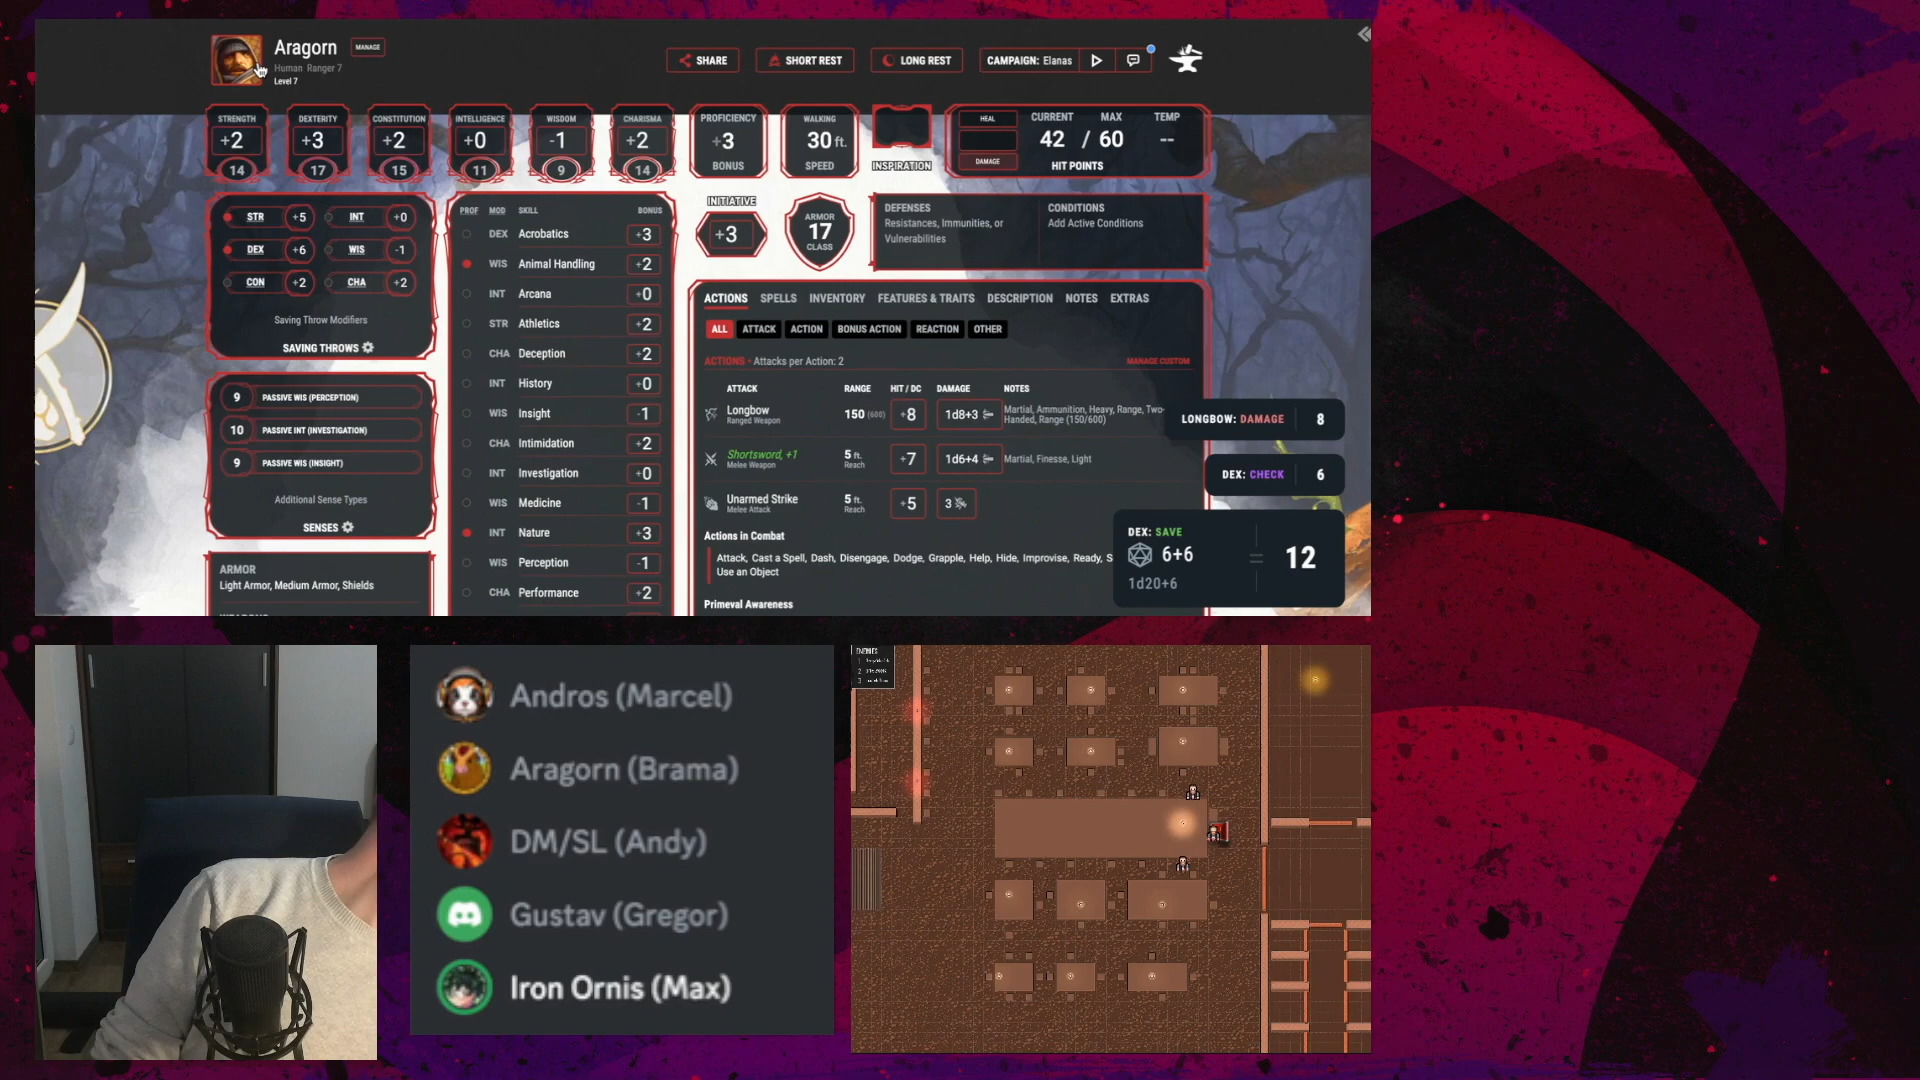 Aragorn MANAGE
Human Ranger 7
Level 7
SHARE SHORT REST LONG REST CAMPAIGN: Elanas
STRENGTH
+2
14
DEXTERITY
+3
17
CONSTITUTION
+2
15
INTELLIGENCE
+0
11
WISDOM
-1
9
CHARISMA
+2
14
PROFICIENCY
+3
BONUS
WALKING
30 ft.
SPEED
INSPIRATION
HEAL
DAMAGE
CURRENT MAX TEMP
42 / 60 --
HIT POINTS
STR +5 INT +0
DEX +6 WIS -1
CON +2 CHA +2
Saving Throw Modifiers
SAVING THROWS
9 PASSIVE WIS (PERCEPTION)
10 PASSIVE INT (INVESTIGATION)
9 PASSIVE WIS (INSIGHT)
Additional Sense Types
SENSES
ARMOR
Light Armor, Medium Armor, Shields
PROF MOD SKILL BONUS
DEX Acrobatics +3
WIS Animal Handling +2
INT Arcana +0
STR Athletics +2
CHA Deception +2
INT History +0
WIS Insight -1
CHA Intimidation +2
INT Investigation +0
WIS Medicine -1
INT Nature +3
WIS Perception -1
CHA Performance +2
INITIATIVE
+3
ARMOR
17
CLASS
DEFENSES
Resistances, Immunities, or
Vulnerabilities
CONDITIONS
Add Active Conditions
ACTIONS SPELLS INVENTORY FEATURES & TRAITS DESCRIPTION NOTES EXTRAS
ALL ATTACK ACTION BONUS ACTION REACTION OTHER
ACTIONS • Attacks per Action: 2 MANAGE CUSTOM
ATTACK RANGE HIT / DC DAMAGE NOTES
Longbow 150 (600) +8 1d8+3 Martial, Ammunition, Heavy, Range, Two-
Ranged Weapon Handed, Range (150/600)
Shortsword, +1 5 ft. +7 1d6+4 Martial, Finesse, Light
Melee Weapon Reach
Unarmed Strike 5 ft. +5 3
Melee Attack Reach
Actions in Combat
Attack, Cast a Spell, Dash, Disengage, Dodge, Grapple, Help, Hide, Improvise, Ready, S
Use an Object
Primeval Awareness
LONGBOW: DAMAGE 8
DEX: CHECK 6
DEX: SAVE
6+6 = 12
1d20+6
Andros (Marcel)
Aragorn (Brama)
DM/SL (Andy)
Gustav (Gregor)
Iron Ornis (Max)
ENEMIES
1
2
3